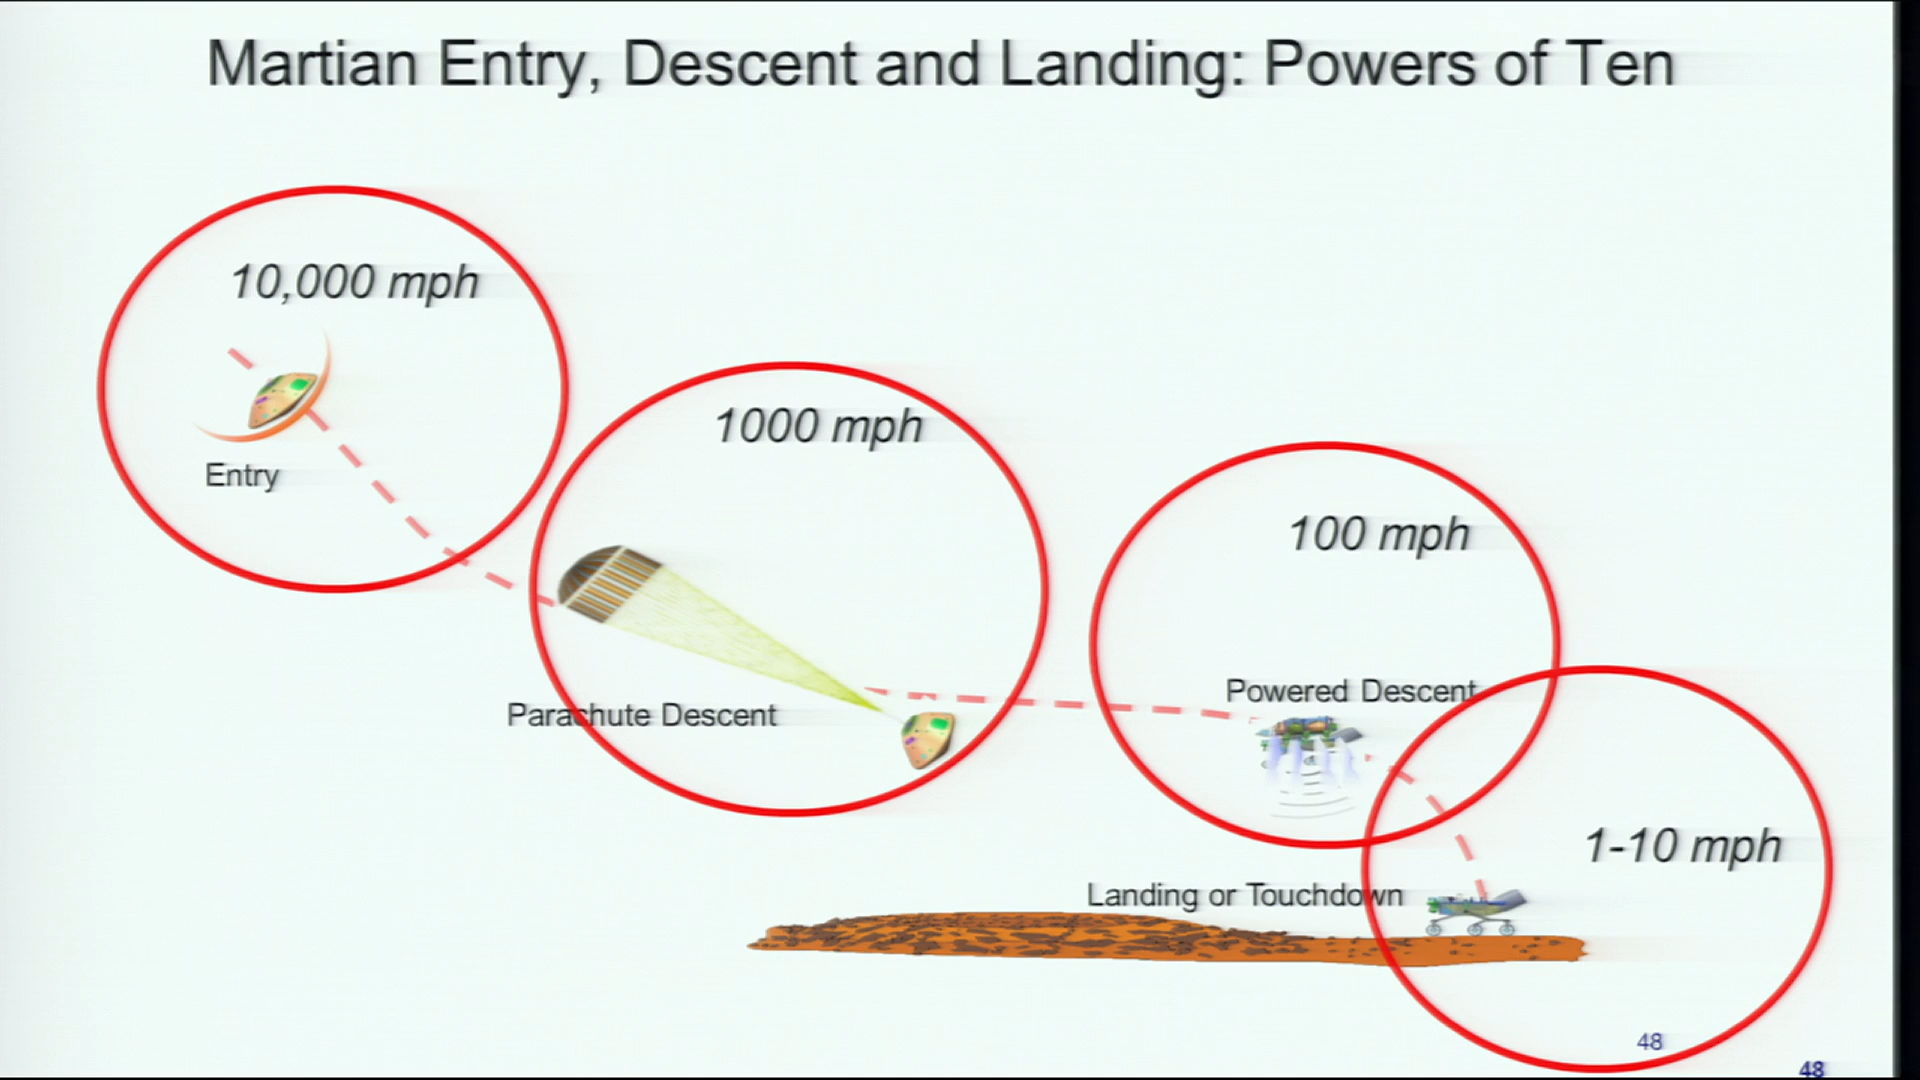 Martian Entry, Descent and Landing: Powers of Ten
10,000 mph
Entry
1000 mph
Parachute Descent
100 mph
Powered Descent
1-10 mph
Landing or Touchdown
48
48